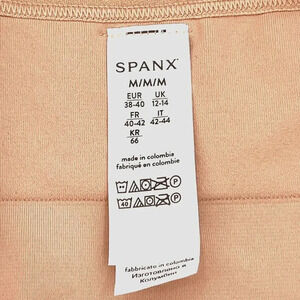 SPANX®
M/M/M
EUR UK
38-40 12-14
FR IT
40-42 42-44
KR
66
made in colombia
fabriqué en colombie
40
fabbricato in colombia
Изготовлено в
Колумбии